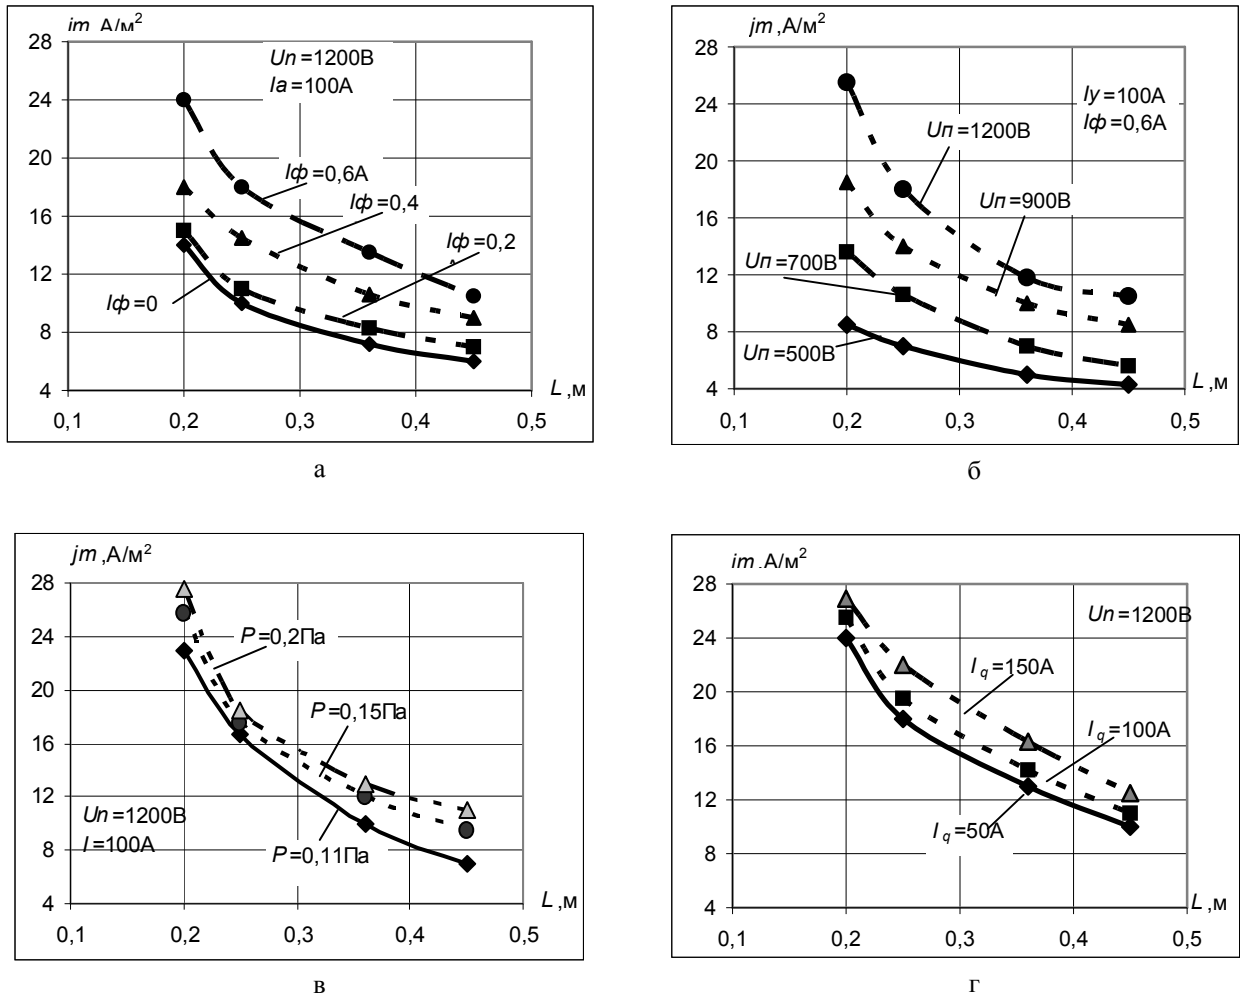 jm, А/м²
28
24
20
16
12
8
4
0,1 0,2 0,3 0,4 0,5
L ,м
Uп=1200В
Iа=100А
Iф=0,6А
Iф=0,4
Iф=0,2
Iф=0
а
jm ,А/м²
28
24
20
16
12
8
4
0,1 0,2 0,3 0,4 0,5
L ,м
Iу=100А
Iф=0,6А
Uп=1200В
Uп=900В
Uп=700В
Uп=500В
б
jm ,А/м²
28
24
20
16
12
8
4
0,1 0,2 0,3 0,4 0,5
L ,м
P=0,2Па
P=0,15Па
Uп=1200В
I=100А
P=0,11Па
в
jm ,А/м²
28
24
20
16
12
8
4
0,1 0,2 0,3 0,4 0,5
L ,м
Uп=1200В
I q =150А
I q =100А
I q =50А
г